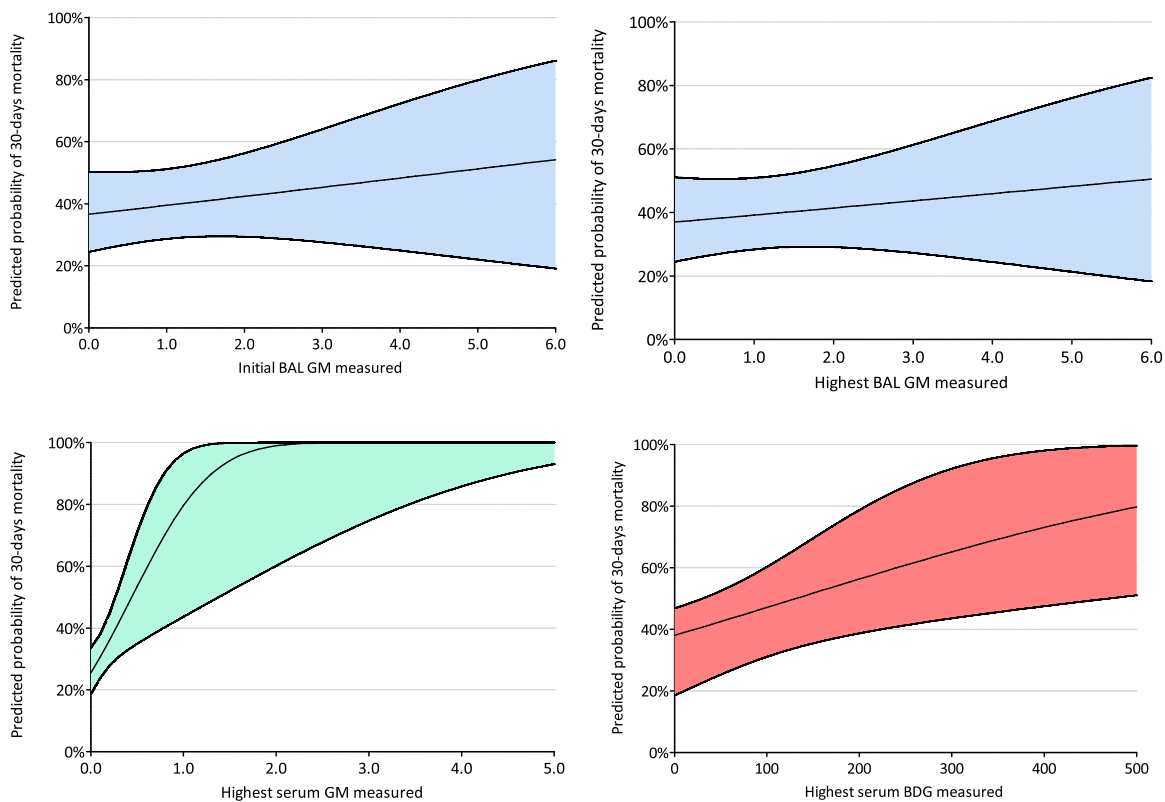 Predicted probability of 30-days mortality
100%
80%
60%
40%
20%
0%
0.0 1.0 2.0 3.0 4.0 5.0 6.0
Initial BAL GM measured
Predicted probability of 30-days mortality
100%
80%
60%
40%
20%
0%
0.0 1.0 2.0 3.0 4.0 5.0 6.0
Highest BAL GM measured
Predicted probability of 30-days mortality
100%
80%
60%
40%
20%
0%
0.0 1.0 2.0 3.0 4.0 5.0
Highest serum GM measured
Predicted probability of 30-days mortality
100%
80%
60%
40%
20%
0%
0 100 200 300 400 500
Highest serum BDG measured